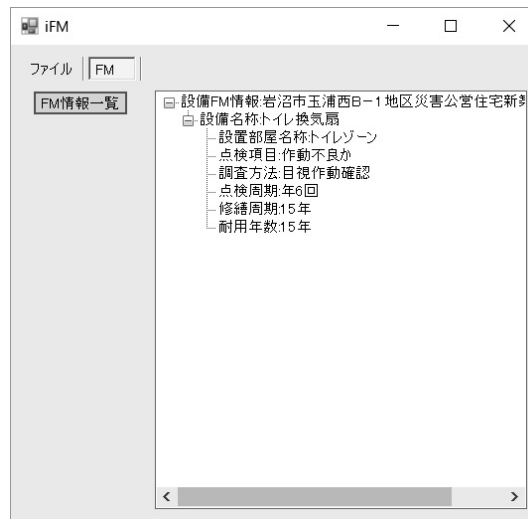 iFM
ファイル FM
FM情報一覧
設備FM情報:岩沼市玉浦西B-1地区災害公営住宅新
設備名称:トイレ換気扇
設置部屋名称:トイレゾーン
点検項目:作動不良か
調査方法:目視作動確認
点検周期:年6回
修繕周期:15年
耐用年数:15年